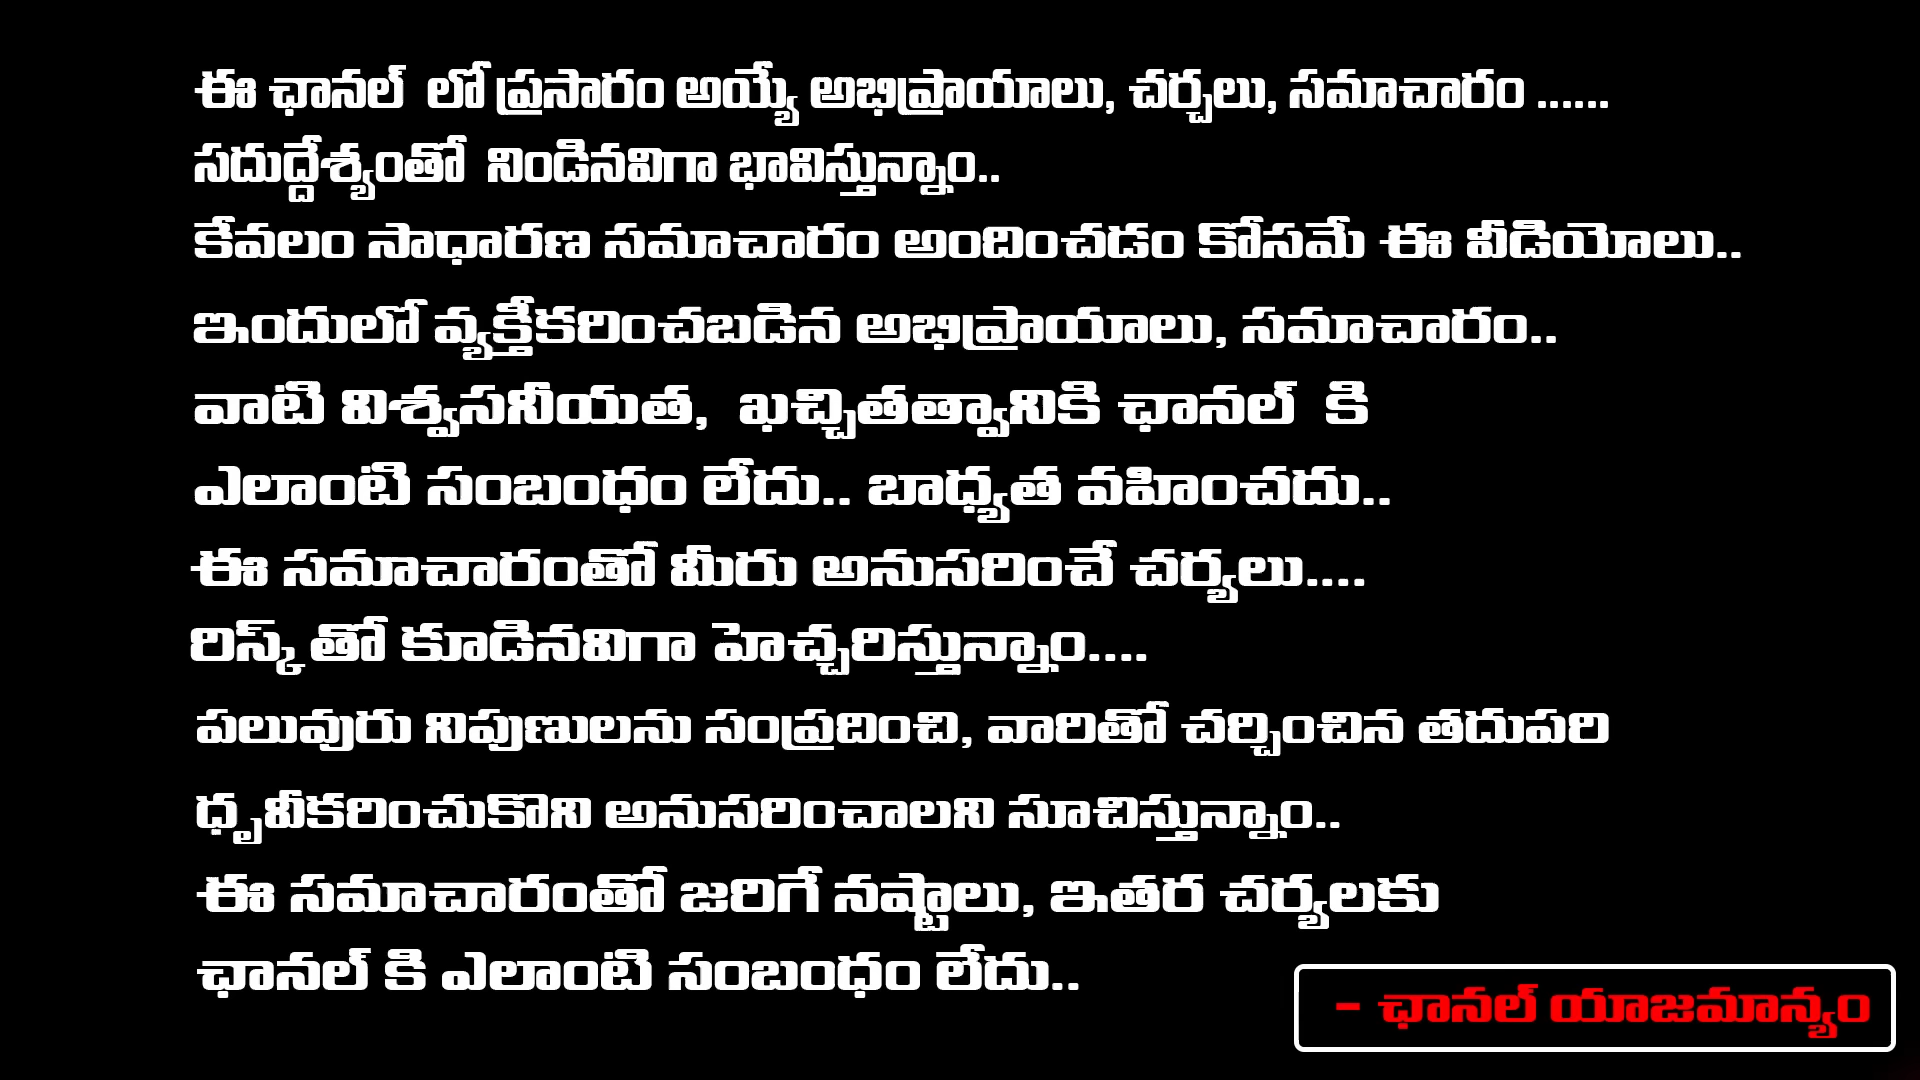 ఈ ఛానల్ లో ప్రసారం అయ్యే అభిప్రాయాలు, చర్చలు, సమాచారం ......
సదుద్దేశ్యంతో నిండినవిగా భావిస్తున్నాం..
కేవలం సాధారణ సమాచారం అందించడం కోసమే ఈ వీడియోలు..
ఇందులో వ్యక్తీకరించబడిన అభిప్రాయాలు, సమాచారం..
వాటి విశ్వసనీయత, ఖచ్చితత్వానికి ఛానల్ కి
ఎలాంటి సంబంధం లేదు.. బాధ్యత వహించదు..
ఈ సమాచారంతో మీరు అనుసరించే చర్యలు....
రిస్క్ తో కూడినవిగా హెచ్చరిస్తున్నాం....
పలువురు నిపుణులను సంప్రదించి, వారితో చర్చించిన తదుపరి
ధృవీకరించుకొని అనుసరించాలని సూచిస్తున్నాం..
ఈ సమాచారంతో జరిగే నష్టాలు, ఇతర చర్యలకు
ఛానల్ కి ఎలాంటి సంబంధం లేదు..
- ఛానల్ యాజమాన్యం